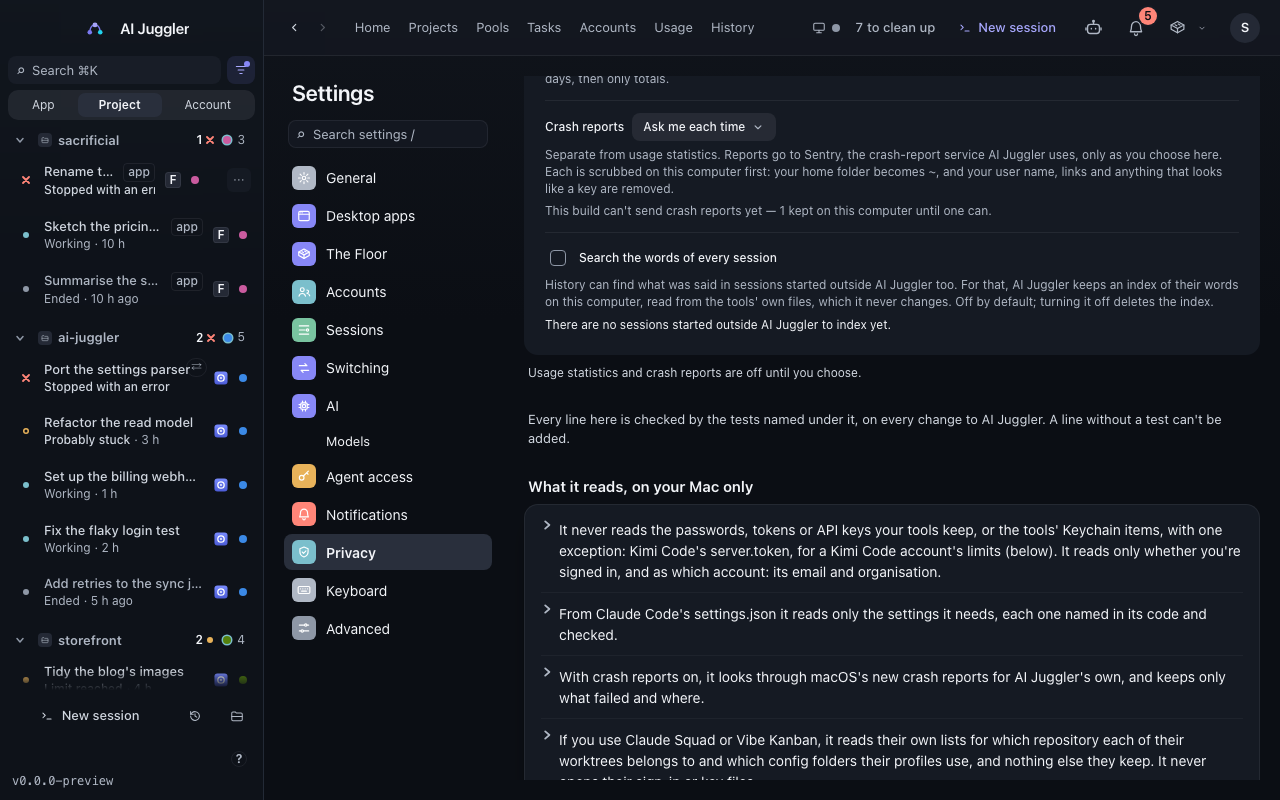 AI Juggler
Search ⌘K
App Project Account
sacrificial 1 3
Rename t... app F
Stopped with an err
Sketch the pricin... app F
Working · 10 h
Summarise the s... app F
Ended · 10 h ago
ai-juggler 2 5
Port the settings parser
Stopped with an error
Refactor the read model
Probably stuck · 3 h
Set up the billing webh...
Working · 1 h
Fix the flaky login test
Working · 2 h
Add retries to the sync j...
Ended · 5 h ago
storefront 2 4
Tidy the blog's images
New session
?
v0.0.0-preview
Home Projects Pools Tasks Accounts Usage History
7 to clean up
New session
5
S
Settings
Search settings /
General
Desktop apps
The Floor
Accounts
Sessions
Switching
AI
Models
Agent access
Notifications
Privacy
Keyboard
Advanced
days, then only totals.
Crash reports Ask me each time
Separate from usage statistics. Reports go to Sentry, the crash-report service AI Juggler uses, only as you choose here.
Each is scrubbed on this computer first: your home folder becomes ~, and your user name, links and anything that looks
like a key are removed.
This build can't send crash reports yet — 1 kept on this computer until one can.
Search the words of every session
History can find what was said in sessions started outside AI Juggler too. For that, AI Juggler keeps an index of their words
on this computer, read from the tools' own files, which it never changes. Off by default; turning it off deletes the index.
There are no sessions started outside AI Juggler to index yet.
Usage statistics and crash reports are off until you choose.
Every line here is checked by the tests named under it, on every change to AI Juggler. A line without a test can't be
added.
What it reads, on your Mac only
It never reads the passwords, tokens or API keys your tools keep, or the tools' Keychain items, with one
exception: Kimi Code's server.token, for a Kimi Code account's limits (below). It reads only whether you're
signed in, and as which account: its email and organisation.
From Claude Code's settings.json it reads only the settings it needs, each one named in its code and
checked.
With crash reports on, it looks through macOS's new crash reports for AI Juggler's own, and keeps only
what failed and where.
If you use Claude Squad or Vibe Kanban, it reads their own lists for which repository each of their
worktrees belongs to and which config folders their profiles use, and nothing else they keep. It never